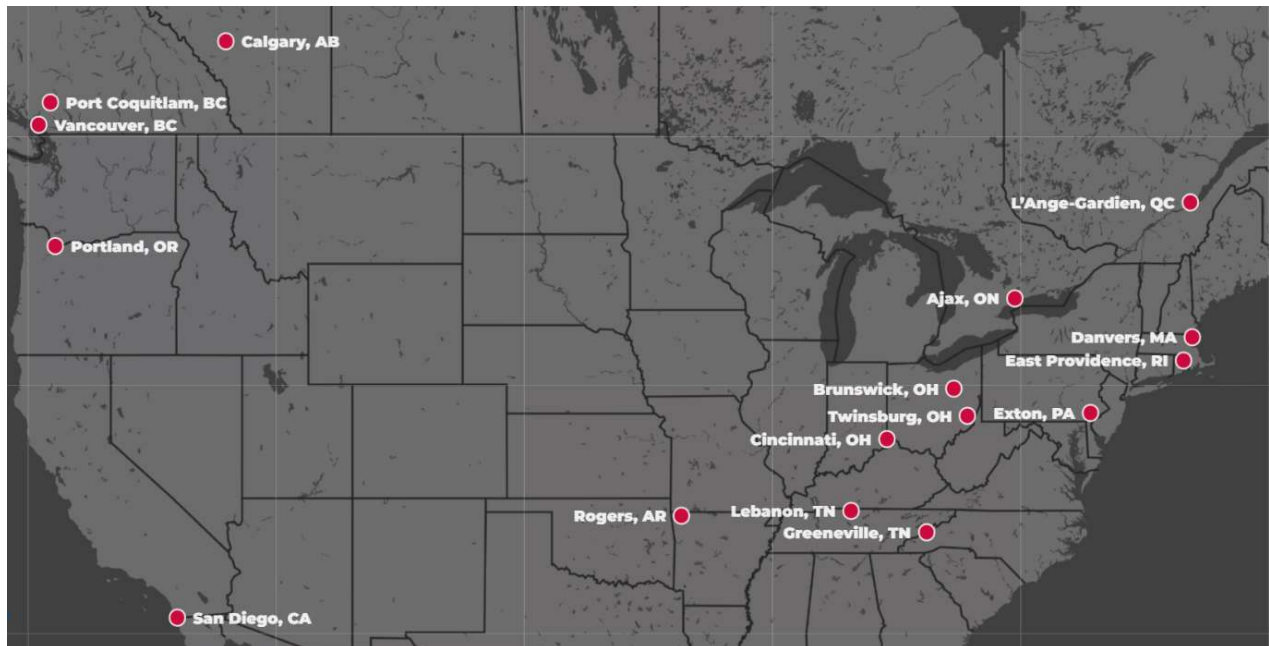 Calgary, AB
Port Coquitlam, BC
Vancouver, BC
L'Ange-Gardien, QC
Portland, OR
Ajax, ON
Danvers, MA
East Providence, RI
Brunswick, OH
Twinsburg, OH
Exton, PA
Cincinnati, OH
Lebanon, TN
Rogers, AR
Greeneville, TN
San Diego, CA